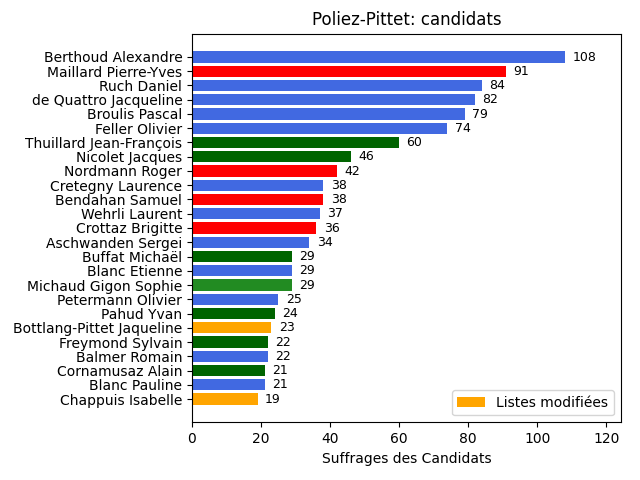 Poliez-Pittet: candidats
Berthoud Alexandre 108
Maillard Pierre-Yves 91
Ruch Daniel 84
de Quattro Jacqueline 82
Broulis Pascal 79
Feller Olivier 74
Thuillard Jean-François 60
Nicolet Jacques 46
Nordmann Roger 42
Cretegny Laurence 38
Bendahan Samuel 38
Wehrli Laurent 37
Crottaz Brigitte 36
Aschwanden Sergei 34
Buffat Michaël 29
Blanc Etienne 29
Michaud Gigon Sophie 29
Petermann Olivier 25
Pahud Yvan 24
Bottlang-Pittet Jaqueline 23
Freymond Sylvain 22
Balmer Romain 22
Cornamusaz Alain 21
Blanc Pauline 21
Chappuis Isabelle 19
Listes modifiées
0 20 40 60 80 100 120
Suffrages des Candidats